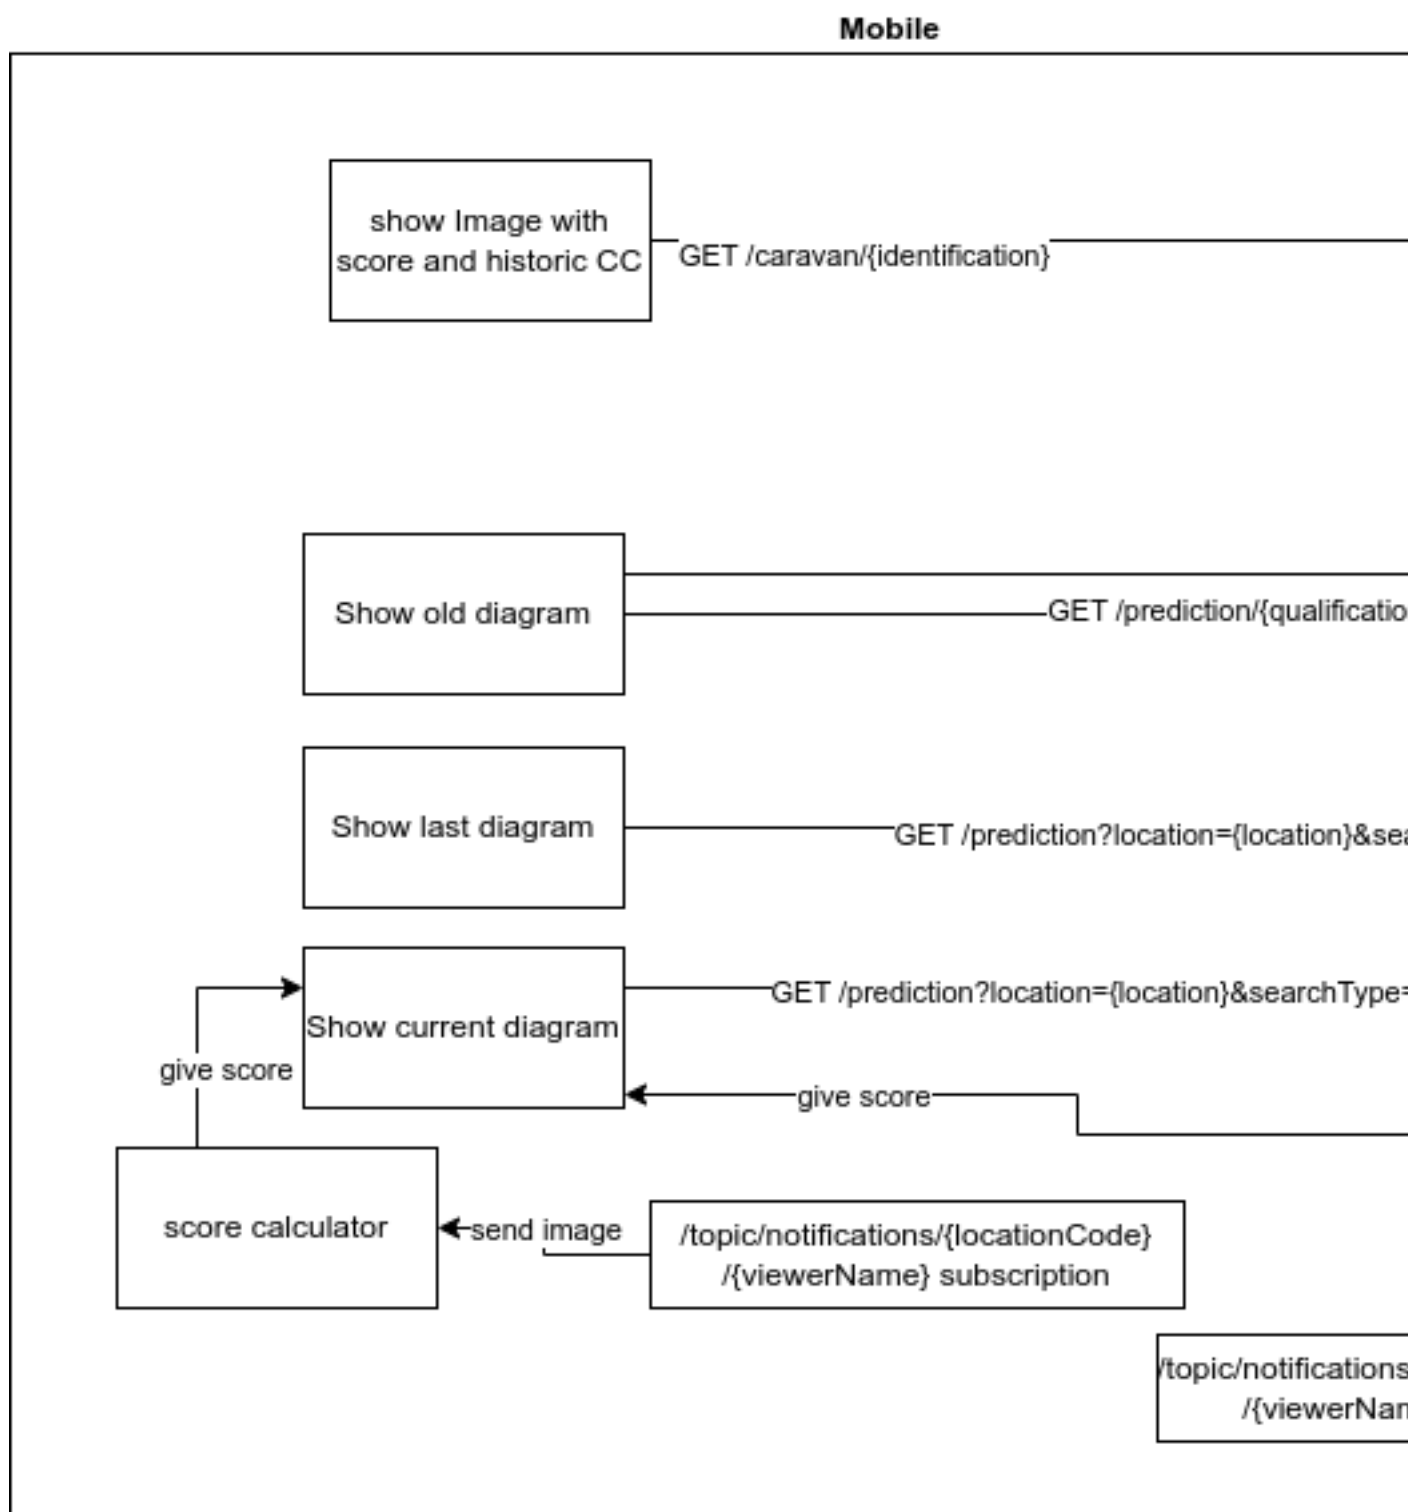 Mobile
show Image with
score and historic CC
GET /caravan/{identification}
Show old diagram
GET /prediction/{qualificatio
Show last diagram
GET /prediction?location={location}&sea
GET /prediction?location={location}&searchType=
Show current diagram
give score
give score
score calculator
send image
/topic/notifications/{locationCode}
/{viewerName} subscription
/topic/notifications
/{viewerNam